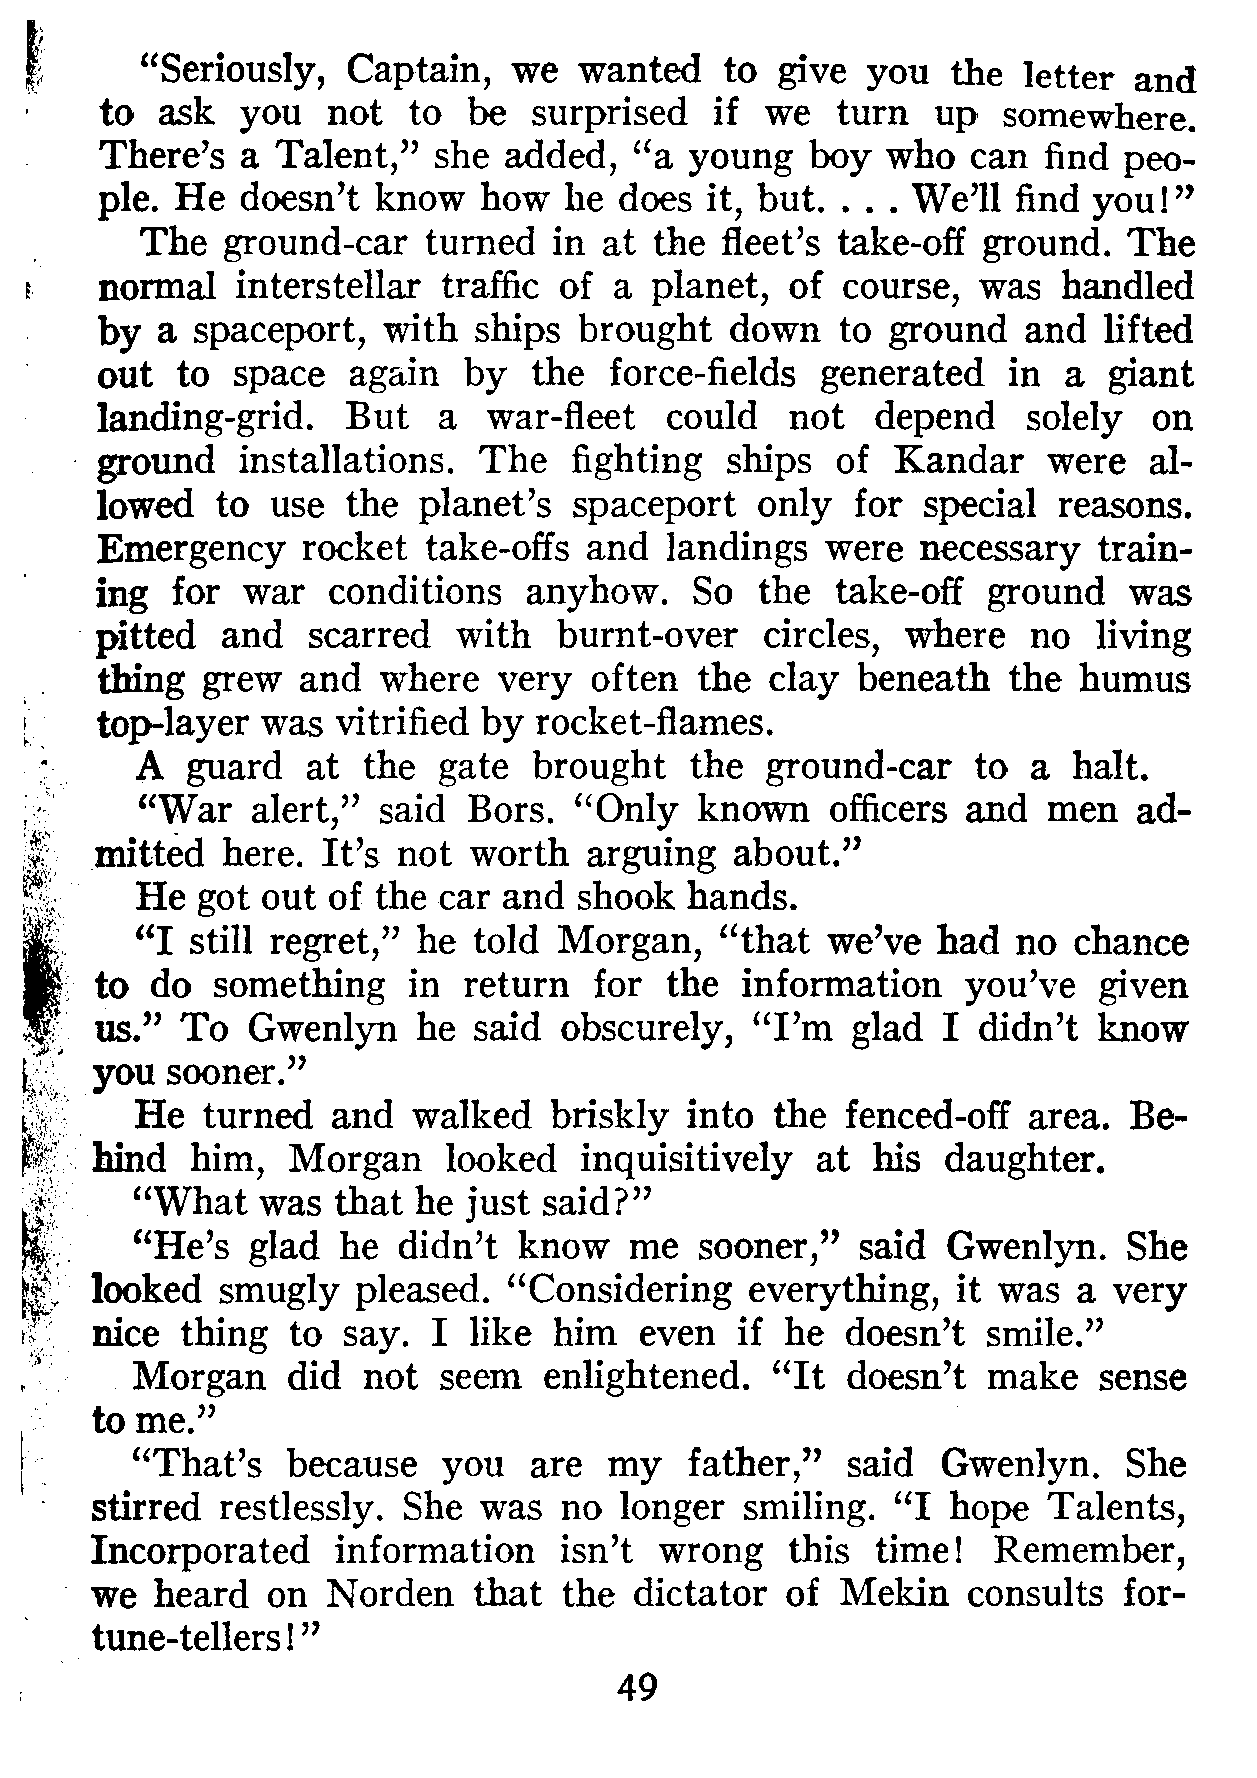 “Seriously, Captain, we wanted to give you the letter and
to ask you not to be surprised if we turn up somewhere.
There’s a Talent,” she added, “a young boy who can find peo-
ple. He doesn’t know how he does it, but. . . . We’ll find you!”
The ground-car turned in at the fleet’s take-off ground. The
normal interstellar traffic of a planet, of course, was handled
by a spaceport, with ships brought down to ground and lifted
out to space again by the force-fields generated in a giant
landing-grid. But a war-fleet could not depend solely on
ground installations. The fighting ships of Kandar were al-
lowed to use the planet’s spaceport only for special reasons.
Emergency rocket take-offs and landings were necessary train-
ing for war conditions anyhow. So the take-off ground was
pitted and scarred with burnt-over circles, where no living
thing grew and where very often the clay beneath the humus
top-layer was vitrified by rocket-flames.
A guard at the gate brought the ground-car to a halt.
“War alert,” said Bors. “Only known officers and men ad-
mitted here. It’s not worth arguing about.”
He got out of the car and shook hands.
“I still regret,” he told Morgan, “that we’ve had no chance
to do something in return for the information you’ve given
us.” To Gwenlyn he said obscurely, “I’m glad I didn’t know
you sooner.”
He turned and walked briskly into the fenced-off area. Be-
hind him, Morgan looked inquisitively at his daughter.
“What was that he just said?”
“He’s glad he didn’t know me sooner,” said Gwenlyn. She
looked smugly pleased. “Considering everything, it was a very
nice thing to say. I like him even if he doesn’t smile.”
Morgan did not seem enlightened. “It doesn’t make sense
to me.”
“That’s because you are my father,” said Gwenlyn. She
stirred restlessly. She was no longer smiling. “I hope Talents,
Incorporated information isn’t wrong this time! Remember,
we heard on Norden that the dictator of Mekin consults for-
tune-tellers!”
49